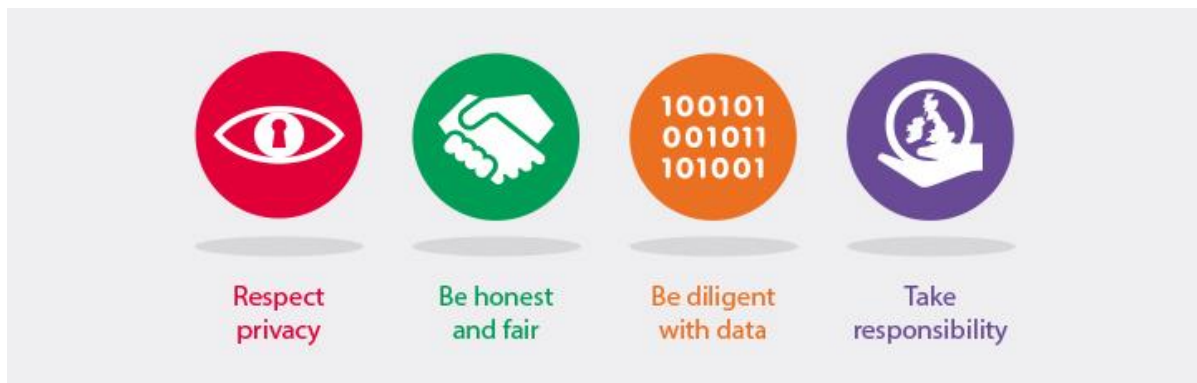 100101
001011
101001
Respect
privacy
Be honest
and fair
Be diligent
with data
Take
responsibility